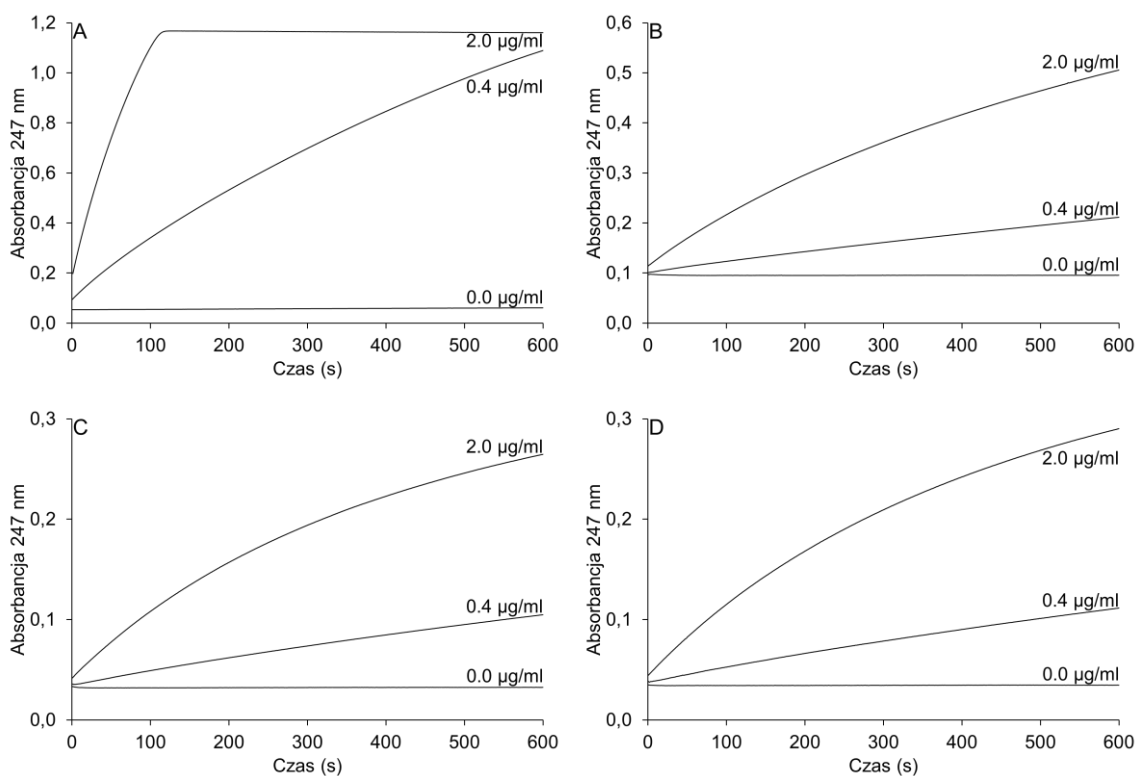 A
Absorbancja 247 nm
1,2
1,0
0,8
0,6
0,4
0,2
0,0
2.0 µg/ml
0.4 µg/ml
0.0 µg/ml
0 100 200 300 400 500 600
Czas (s)
B
Absorbancja 247 nm
0,6
0,5
0,4
0,3
0,2
0,1
0,0
2.0 µg/ml
0.4 µg/ml
0.0 µg/ml
0 100 200 300 400 500 600
Czas (s)
C
Absorbancja 247 nm
0,3
0,2
0,1
0,0
2.0 µg/ml
0.4 µg/ml
0.0 µg/ml
0 100 200 300 400 500 600
Czas (s)
D
Absorbancja 247 nm
0,3
0,2
0,1
0,0
2.0 µg/ml
0.4 µg/ml
0.0 µg/ml
0 100 200 300 400 500 600
Czas (s)